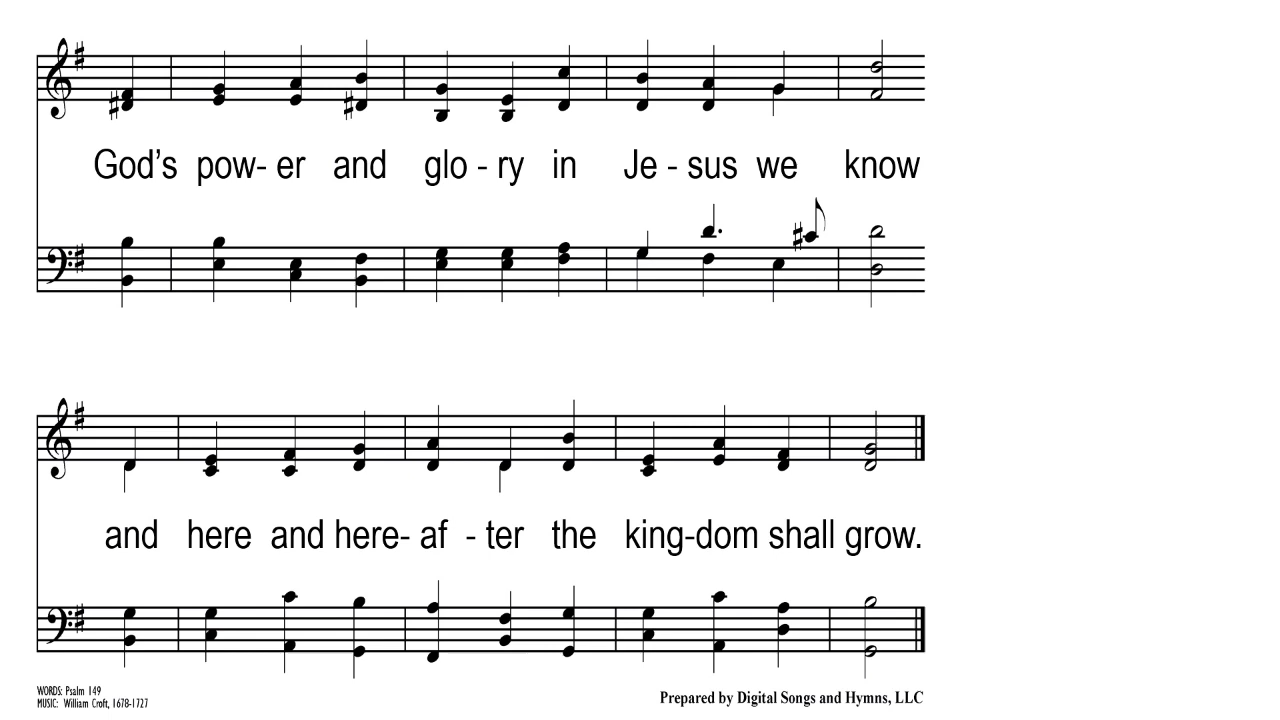 God's pow- er and glo - ry in Je - sus we know
and here and here- af - ter the king-dom shall grow.
WORDS: Psalm 149
MUSIC: William Croft, 1678-1727
Prepared by Digital Songs and Hymns, LLC